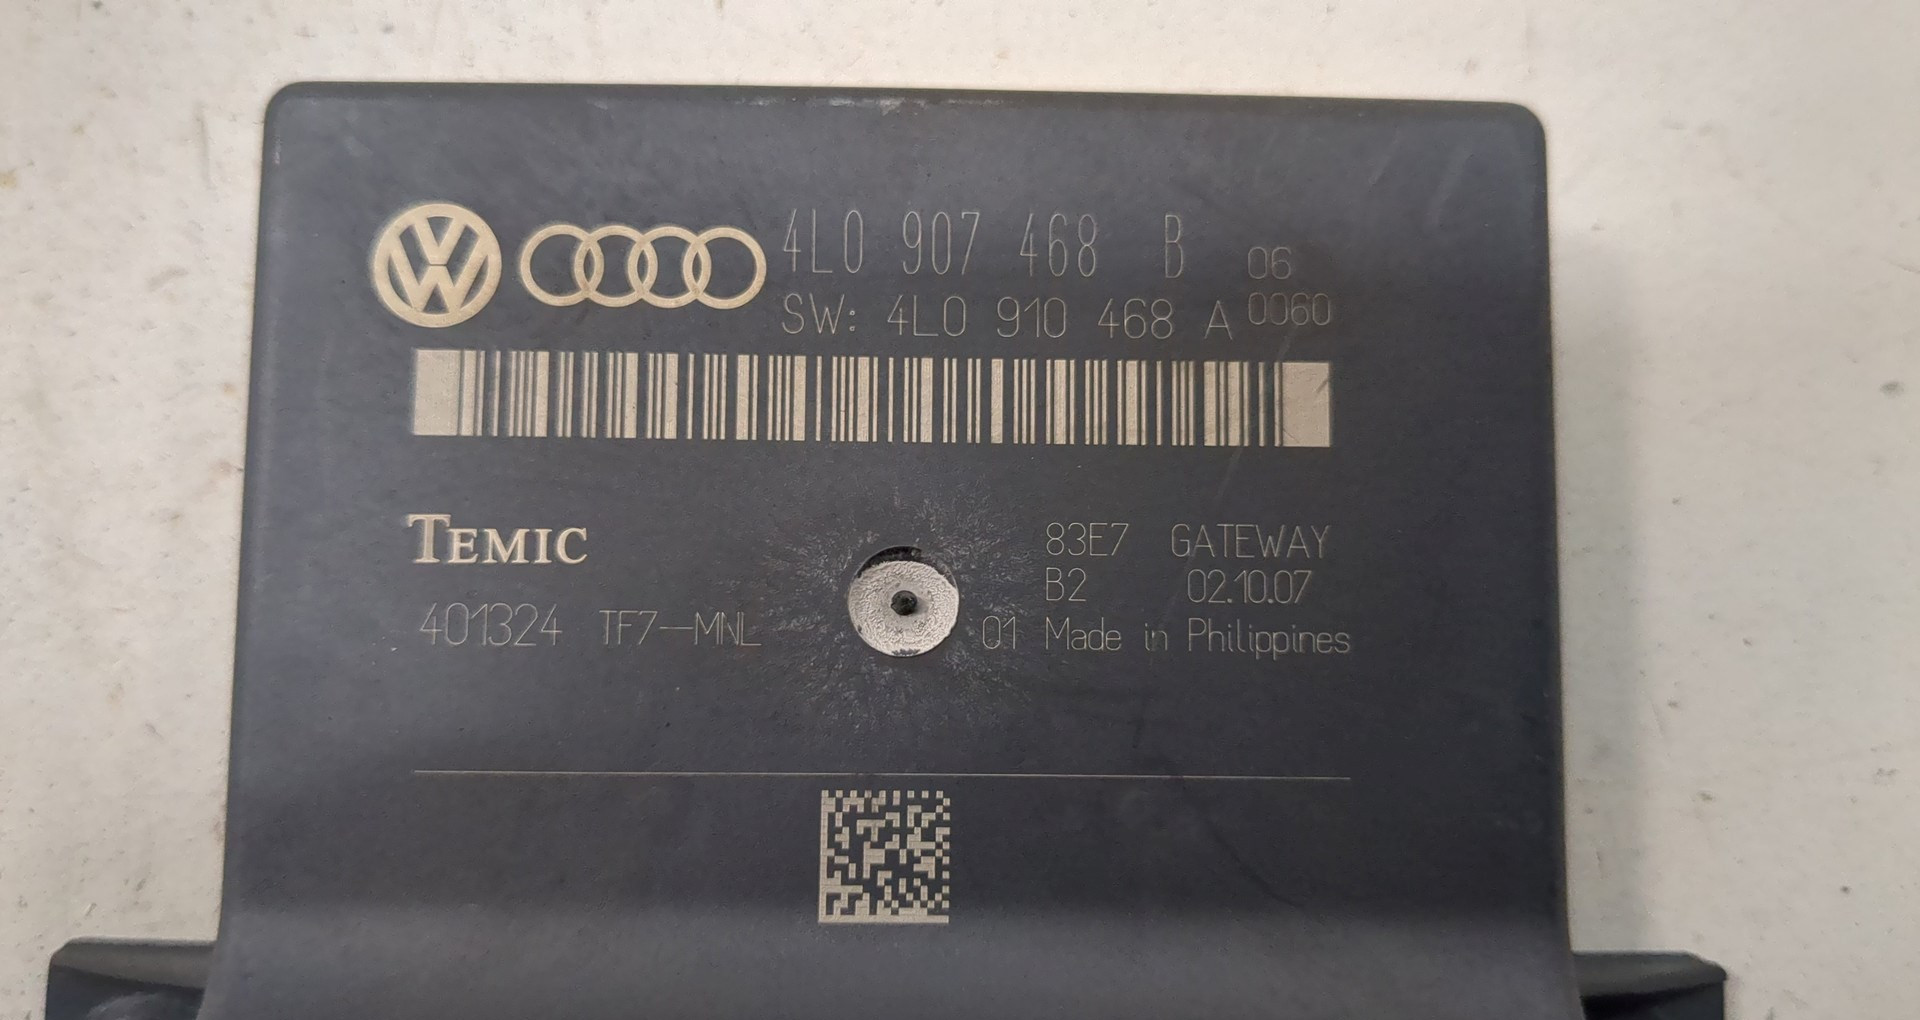 4L0 907 468 B 06
SW: 4L0 910 468 A 0060
TEMIC
83E7 GATEWAY
B2 02.10.07
401324 TF7-MNL 01 Made in Philippines